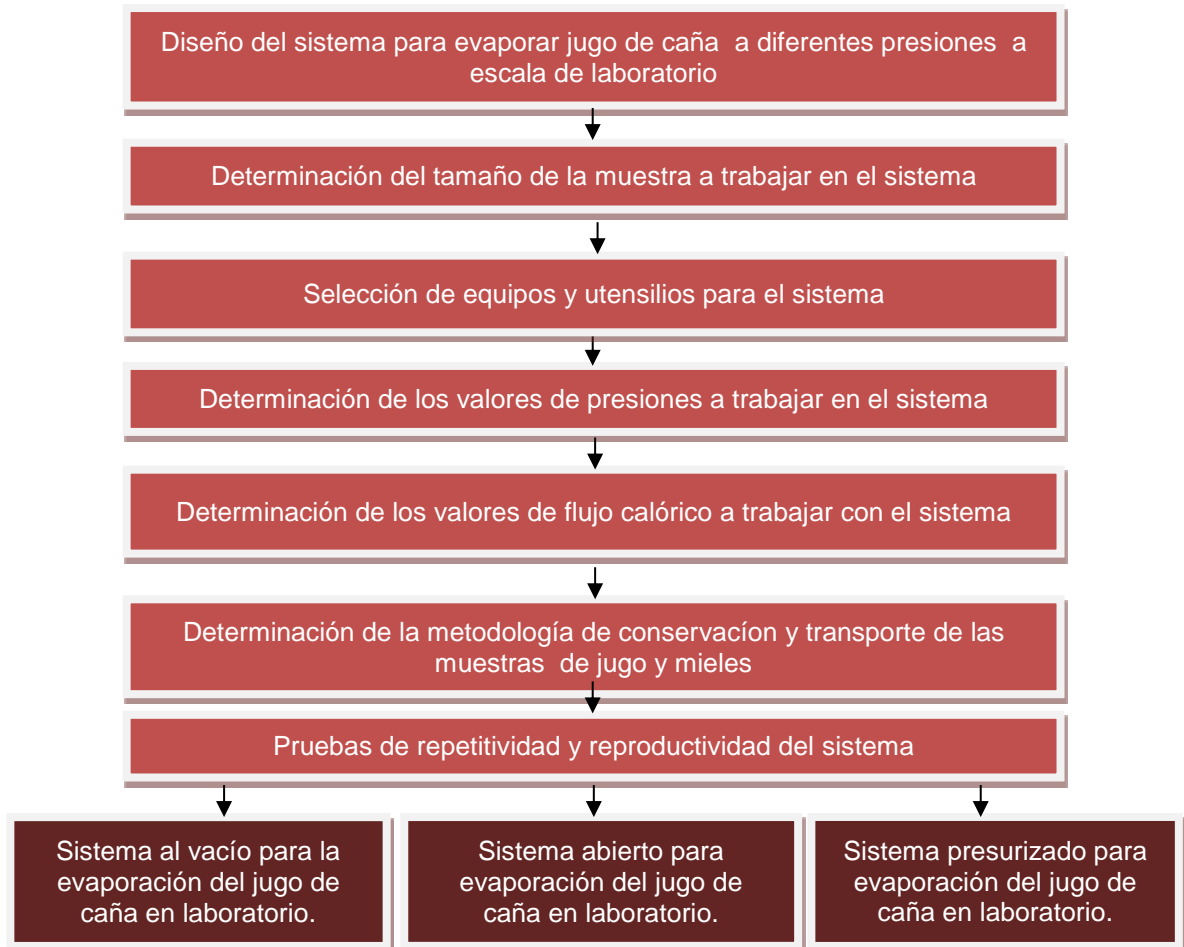 Diseño del sistema para evaporar jugo de caña a diferentes presiones a
escala de laboratorio
Determinación del tamaño de la muestra a trabajar en el sistema
Selección de equipos y utensilios para el sistema
Determinación de los valores de presiones a trabajar en el sistema
Determinación de los valores de flujo calórico a trabajar con el sistema
Determinación de la metodología de conservacíon y transporte de las
muestras de jugo y mieles
Pruebas de repetitividad y reproductividad del sistema
Sistema al vacío para la
evaporación del jugo de
caña en laboratorio.
Sistema abierto para
evaporación del jugo de
caña en laboratorio.
Sistema presurizado para
evaporación del jugo de
caña en laboratorio.